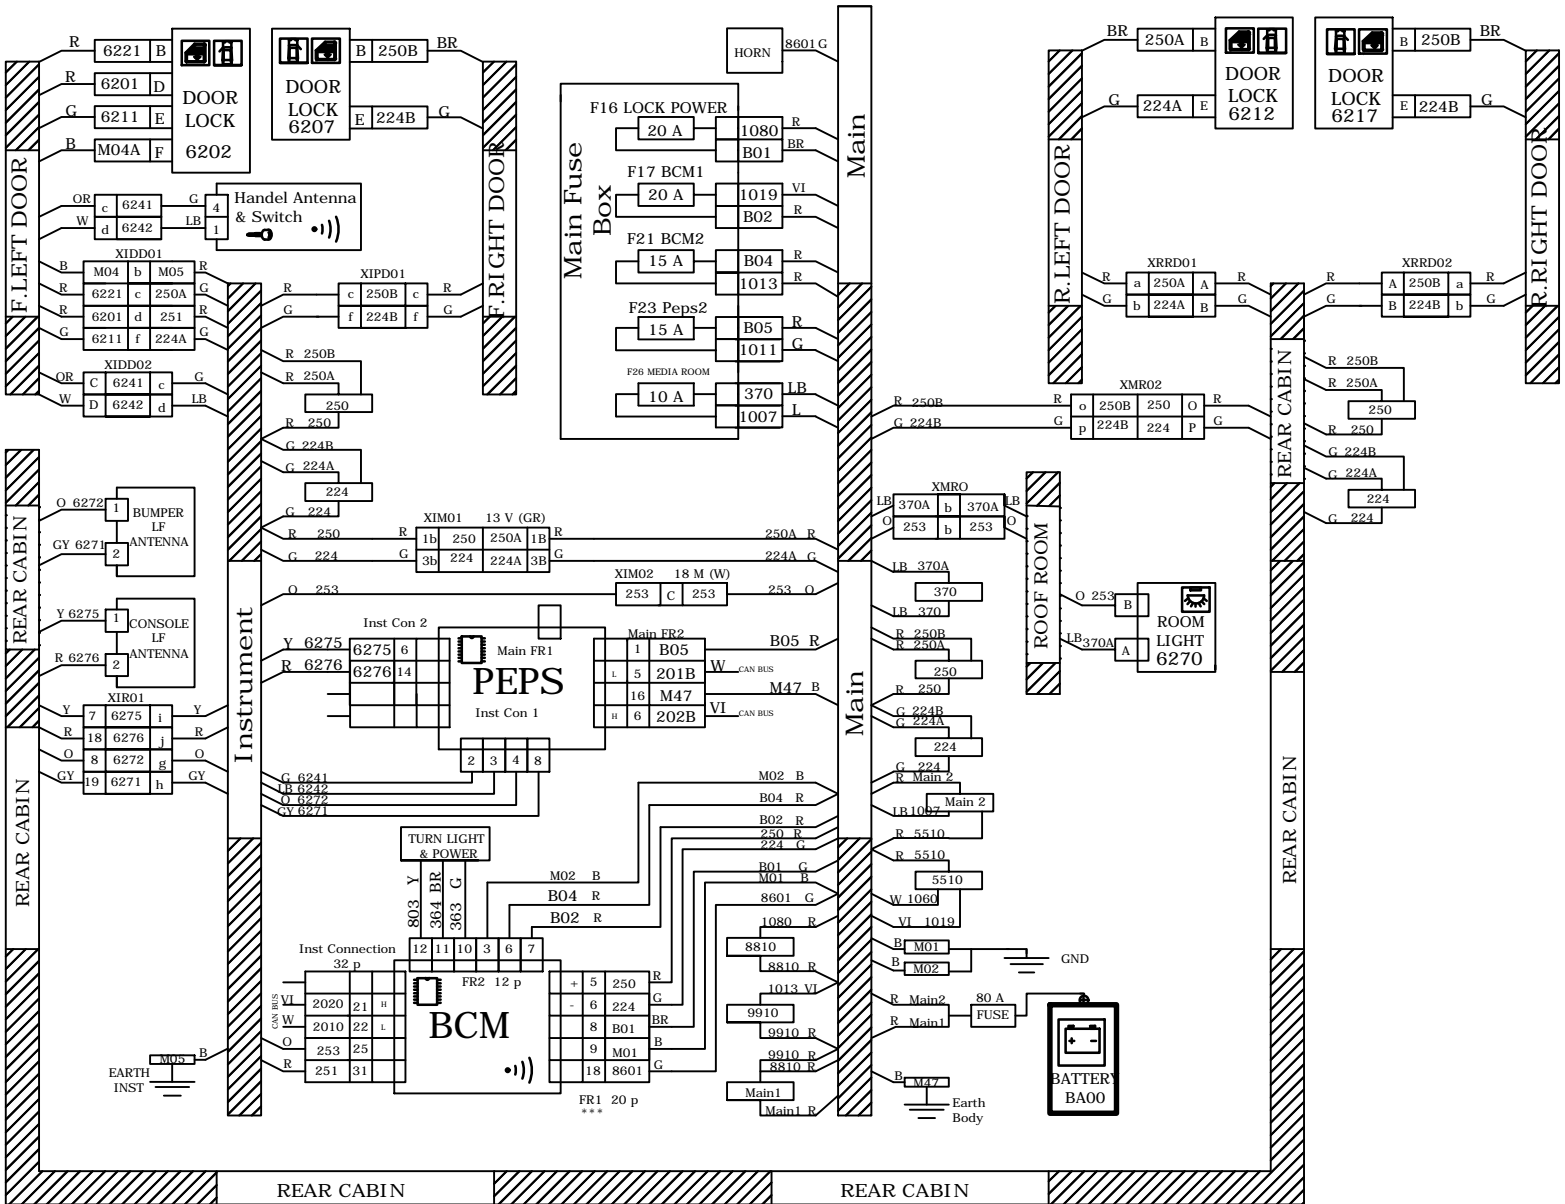 R 6221 B
R 6201 D
G 6211 E
B M04A F
DOOR
LOCK
6202
DOOR
LOCK
6207
B 250B BR
E 224B G
F.LEFT DOOR
F.RIGHT DOOR
OR c 6241 G 4
W d 6242 LB 1
Handel Antenna
& Switch
XIDD01
B M04 b M05 R
R 6221 c 250A G
R 6201 d 251 R
G 6211 f 224A G
XIDD02
OR C 6241 c G
W D 6242 d LB
XIPD01
R c 250B c R
G f 224B f G
R 250B
R 250A
250
R 250
G 224B
G 224A
224
G 224
HORN
8601 G
Main Fuse
Box
F16 LOCK POWER
20 A
1080 R
B01 BR
F17 BCM1
20 A
1019 VI
B02 R
F21 BCM2
15 A
B04 R
1013 R
F23 Peps2
15 A
B05 R
1011 G
F26 MEDIA ROOM
10 A
370 LB
1007 L
Main
BR 250A B
G 224A E
DOOR
LOCK
6212
DOOR
LOCK
6217
B 250B BR
E 224B G
R.LEFT DOOR
R.RIGHT DOOR
XRRD01
R a 250A A R
G b 224A B G
XRRD02
R A 250B a R
G B 224B b G
R 250B
R 250A
250
R 250
G 224B
G 224A
224
G 224
REAR CABIN
R 250B
G 224B
XMR02
R o 250B 250 O R
G p 224B 224 P G
REAR CABIN
O 6272 1
GY 6271 2
BUMPER
LF
ANTENNA
Y 6275 1
R 6276 2
CONSOLE
LF
ANTENNA
XIR01
Y 7 6275 i Y
R 18 6276 j R
O 8 6272 g O
GY 19 6271 h GY
REAR CABIN
Instrument
XIM01 13 V (GR)
R 250 R 1b 250 250A 1B R 250A R
G 224 G 3b 224 224A 3B G 224A G
XIM02 18 M (W)
O 253 253 C 253 253 O
Inst Con 2
Y 6275 6275 6
R 6276 6276 14
Main FR1
PEPS
Inst Con 1
Main FR2
1 B05 B05 R
L 5 201B W CAN BUS
16 M47 M47 B
H 6 202B VI CAN BUS
2 3 4 8
G 6241
LB 6242
O 6272
GY 6271
XMRO
LB 370A b 370A LB
O 253 b 253 O
ROOF ROOM
O 253 B
LB 370A A
ROOM
LIGHT
6270
Main
LB 370A
370
LB 370
R 250B
R 250A
250
R 250
G 224B
G 224A
224
G 224
R Main 2
Main 2
LB 1007
R 5510
R 5510
5510
W 1060
VI 1019
B M01
B M02
GND
R Main2
R Main1
80 A
FUSE
BATTERY
BA00
B M47
Earth
Body
TURN LIGHT
& POWER
803 Y
364 BR
363 G
M02 B
B04 R
B02 R
M02 B
B04 R
B02 R
250 R
224 G
B01 G
M01 B
8601 G
1080 R
8810
8810 R
1013 VI
9910
9910 R
9910 R
8810 R
Main1
Main1 R
Inst Connection
32 p
CAN BUS
VI 2020 21 H
W 2010 22 L
O 253 25
R 251 31
12 11 10 3 6 7
FR2 12 p
BCM
+ 5 250 R
- 6 224 G
8 B01 BR
9 M01 B
18 8601 G
FR1 20 p
***
M05 B
EARTH
INST
REAR CABIN
REAR CABIN
REAR CABIN